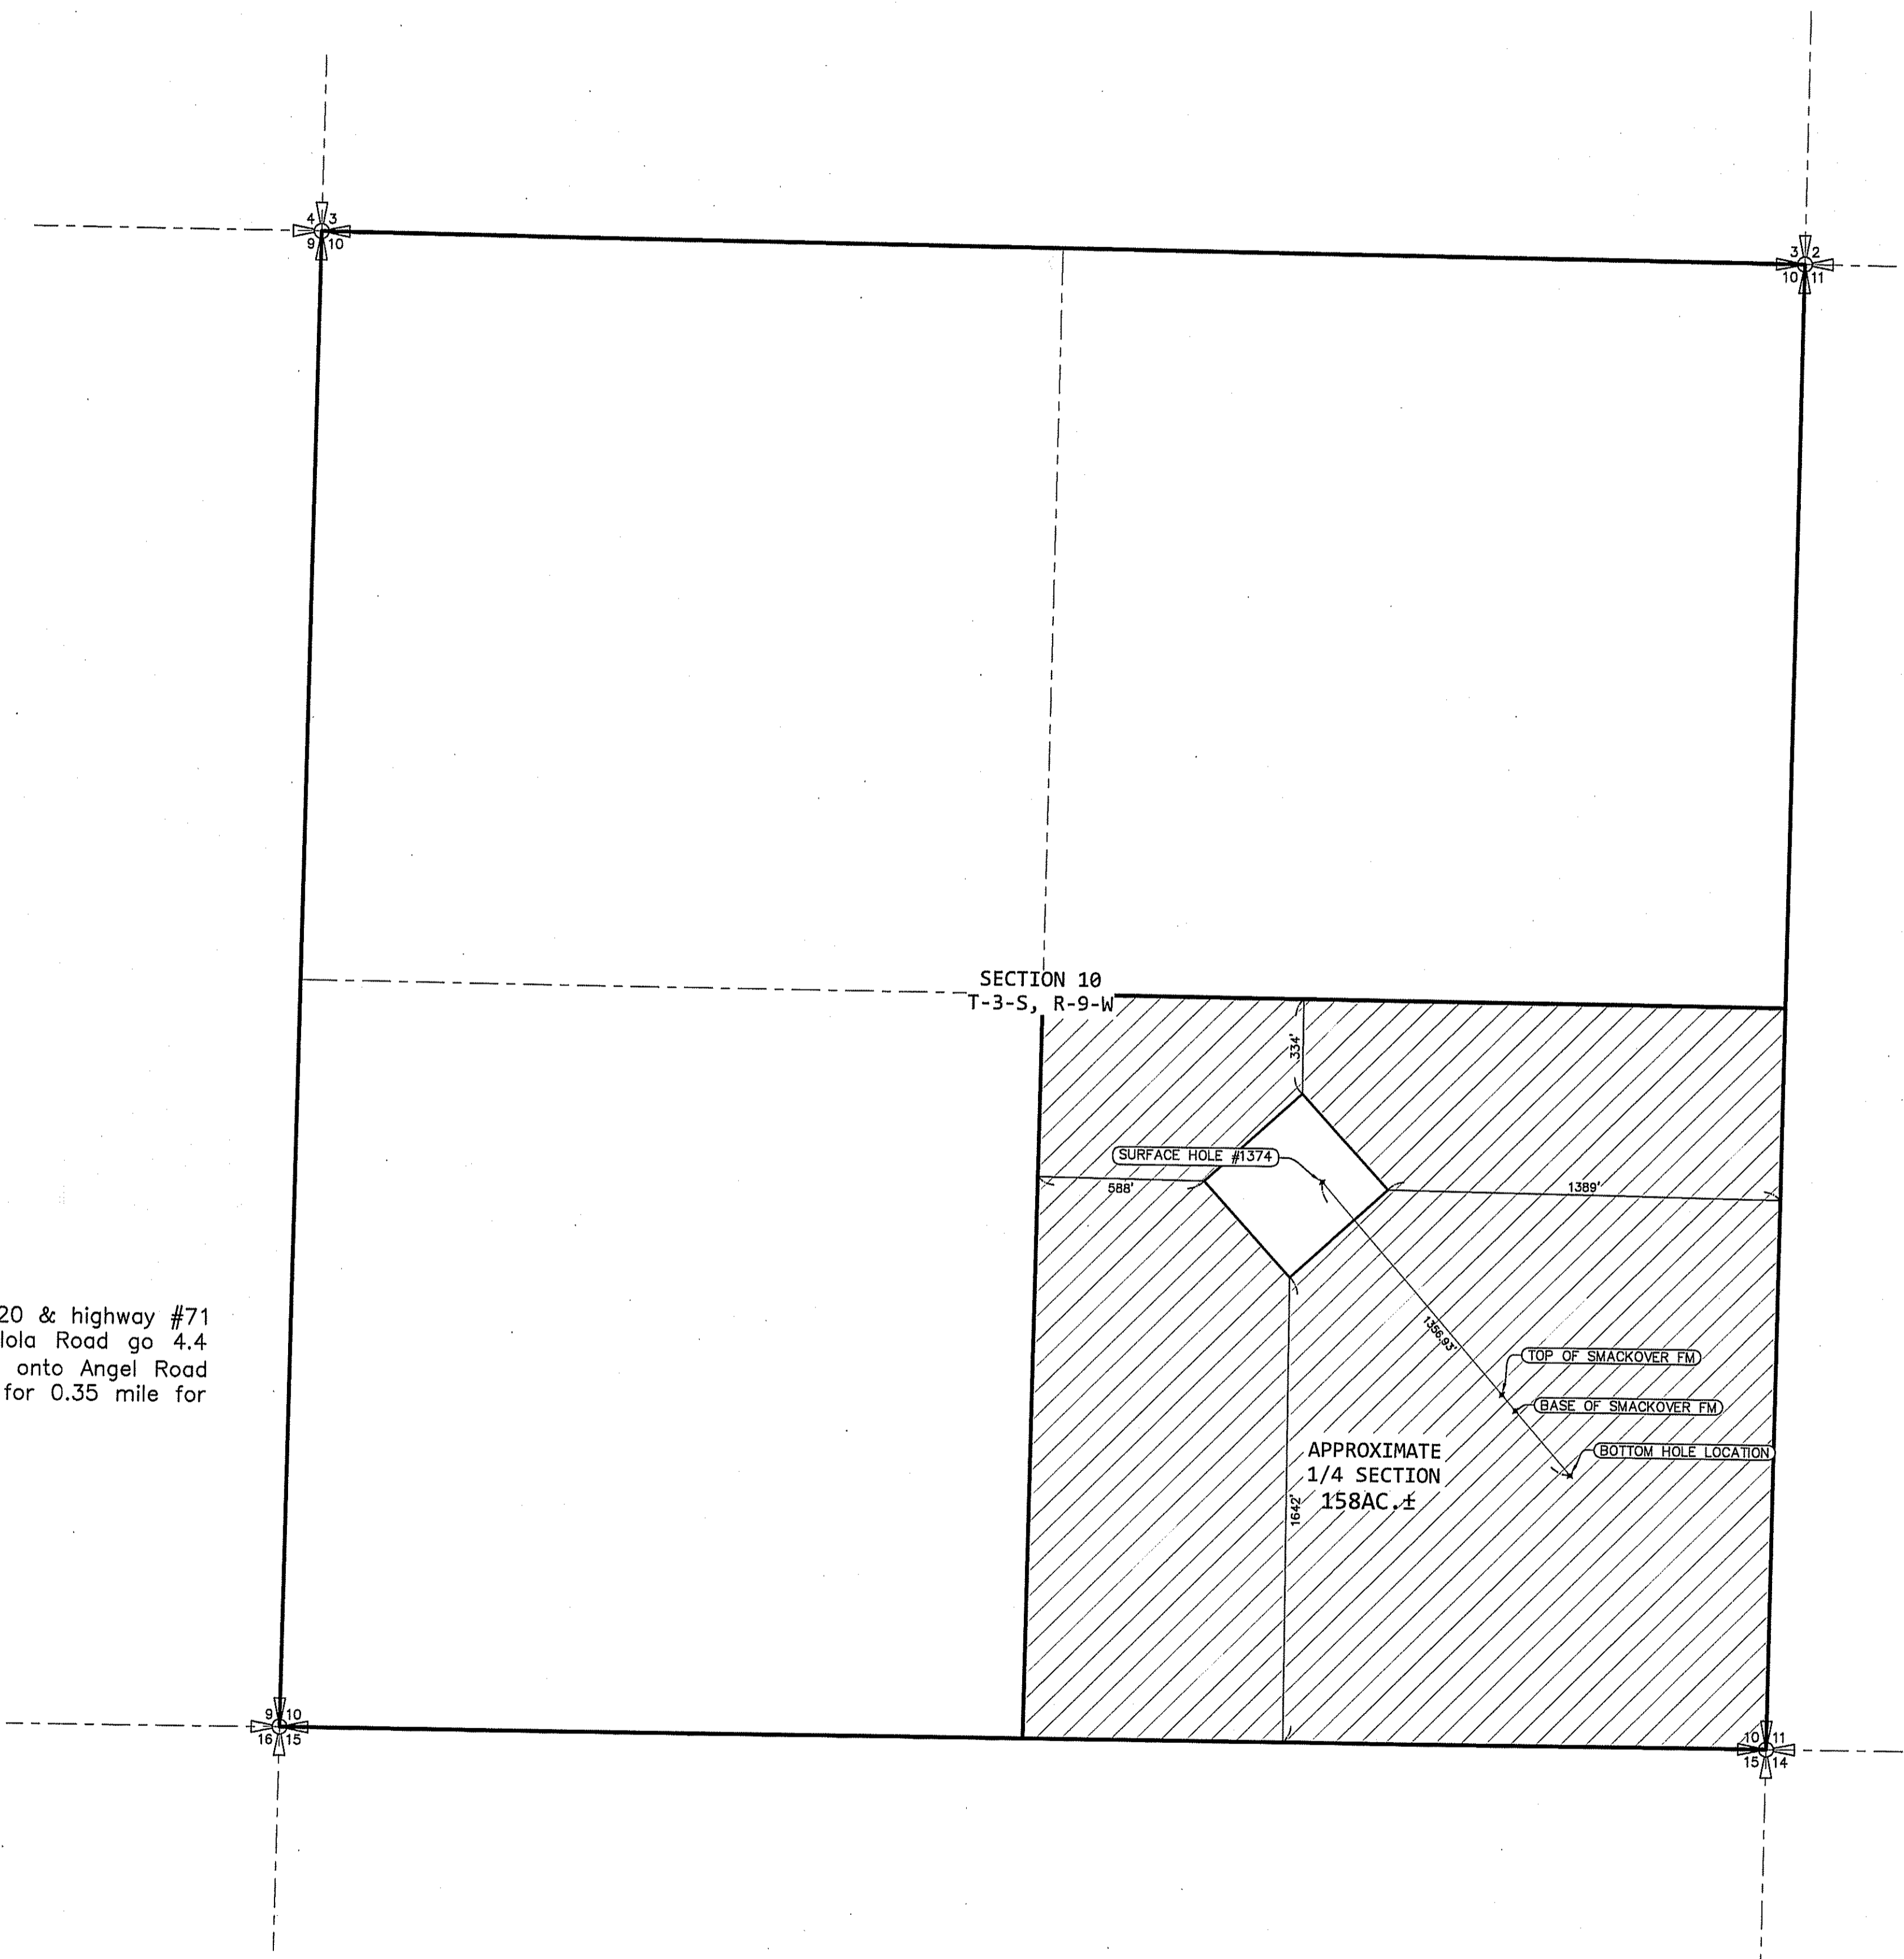 4 3
9 10
3 2
10 11
SECTION 10
T-3-S, R-9-W
334'
SURFACE HOLE #1374
588'
1389'
20 & highway #71
lola Road go 4.4
onto Angel Road
for 0.35 mile for
1356.93'
TOP OF SMACKOVER FM
BASE OF SMACKOVER FM
BOTTOM HOLE LOCATION
APPROXIMATE
1/4 SECTION
158AC.±
1642'
9 10
16 15
10 11
15 14